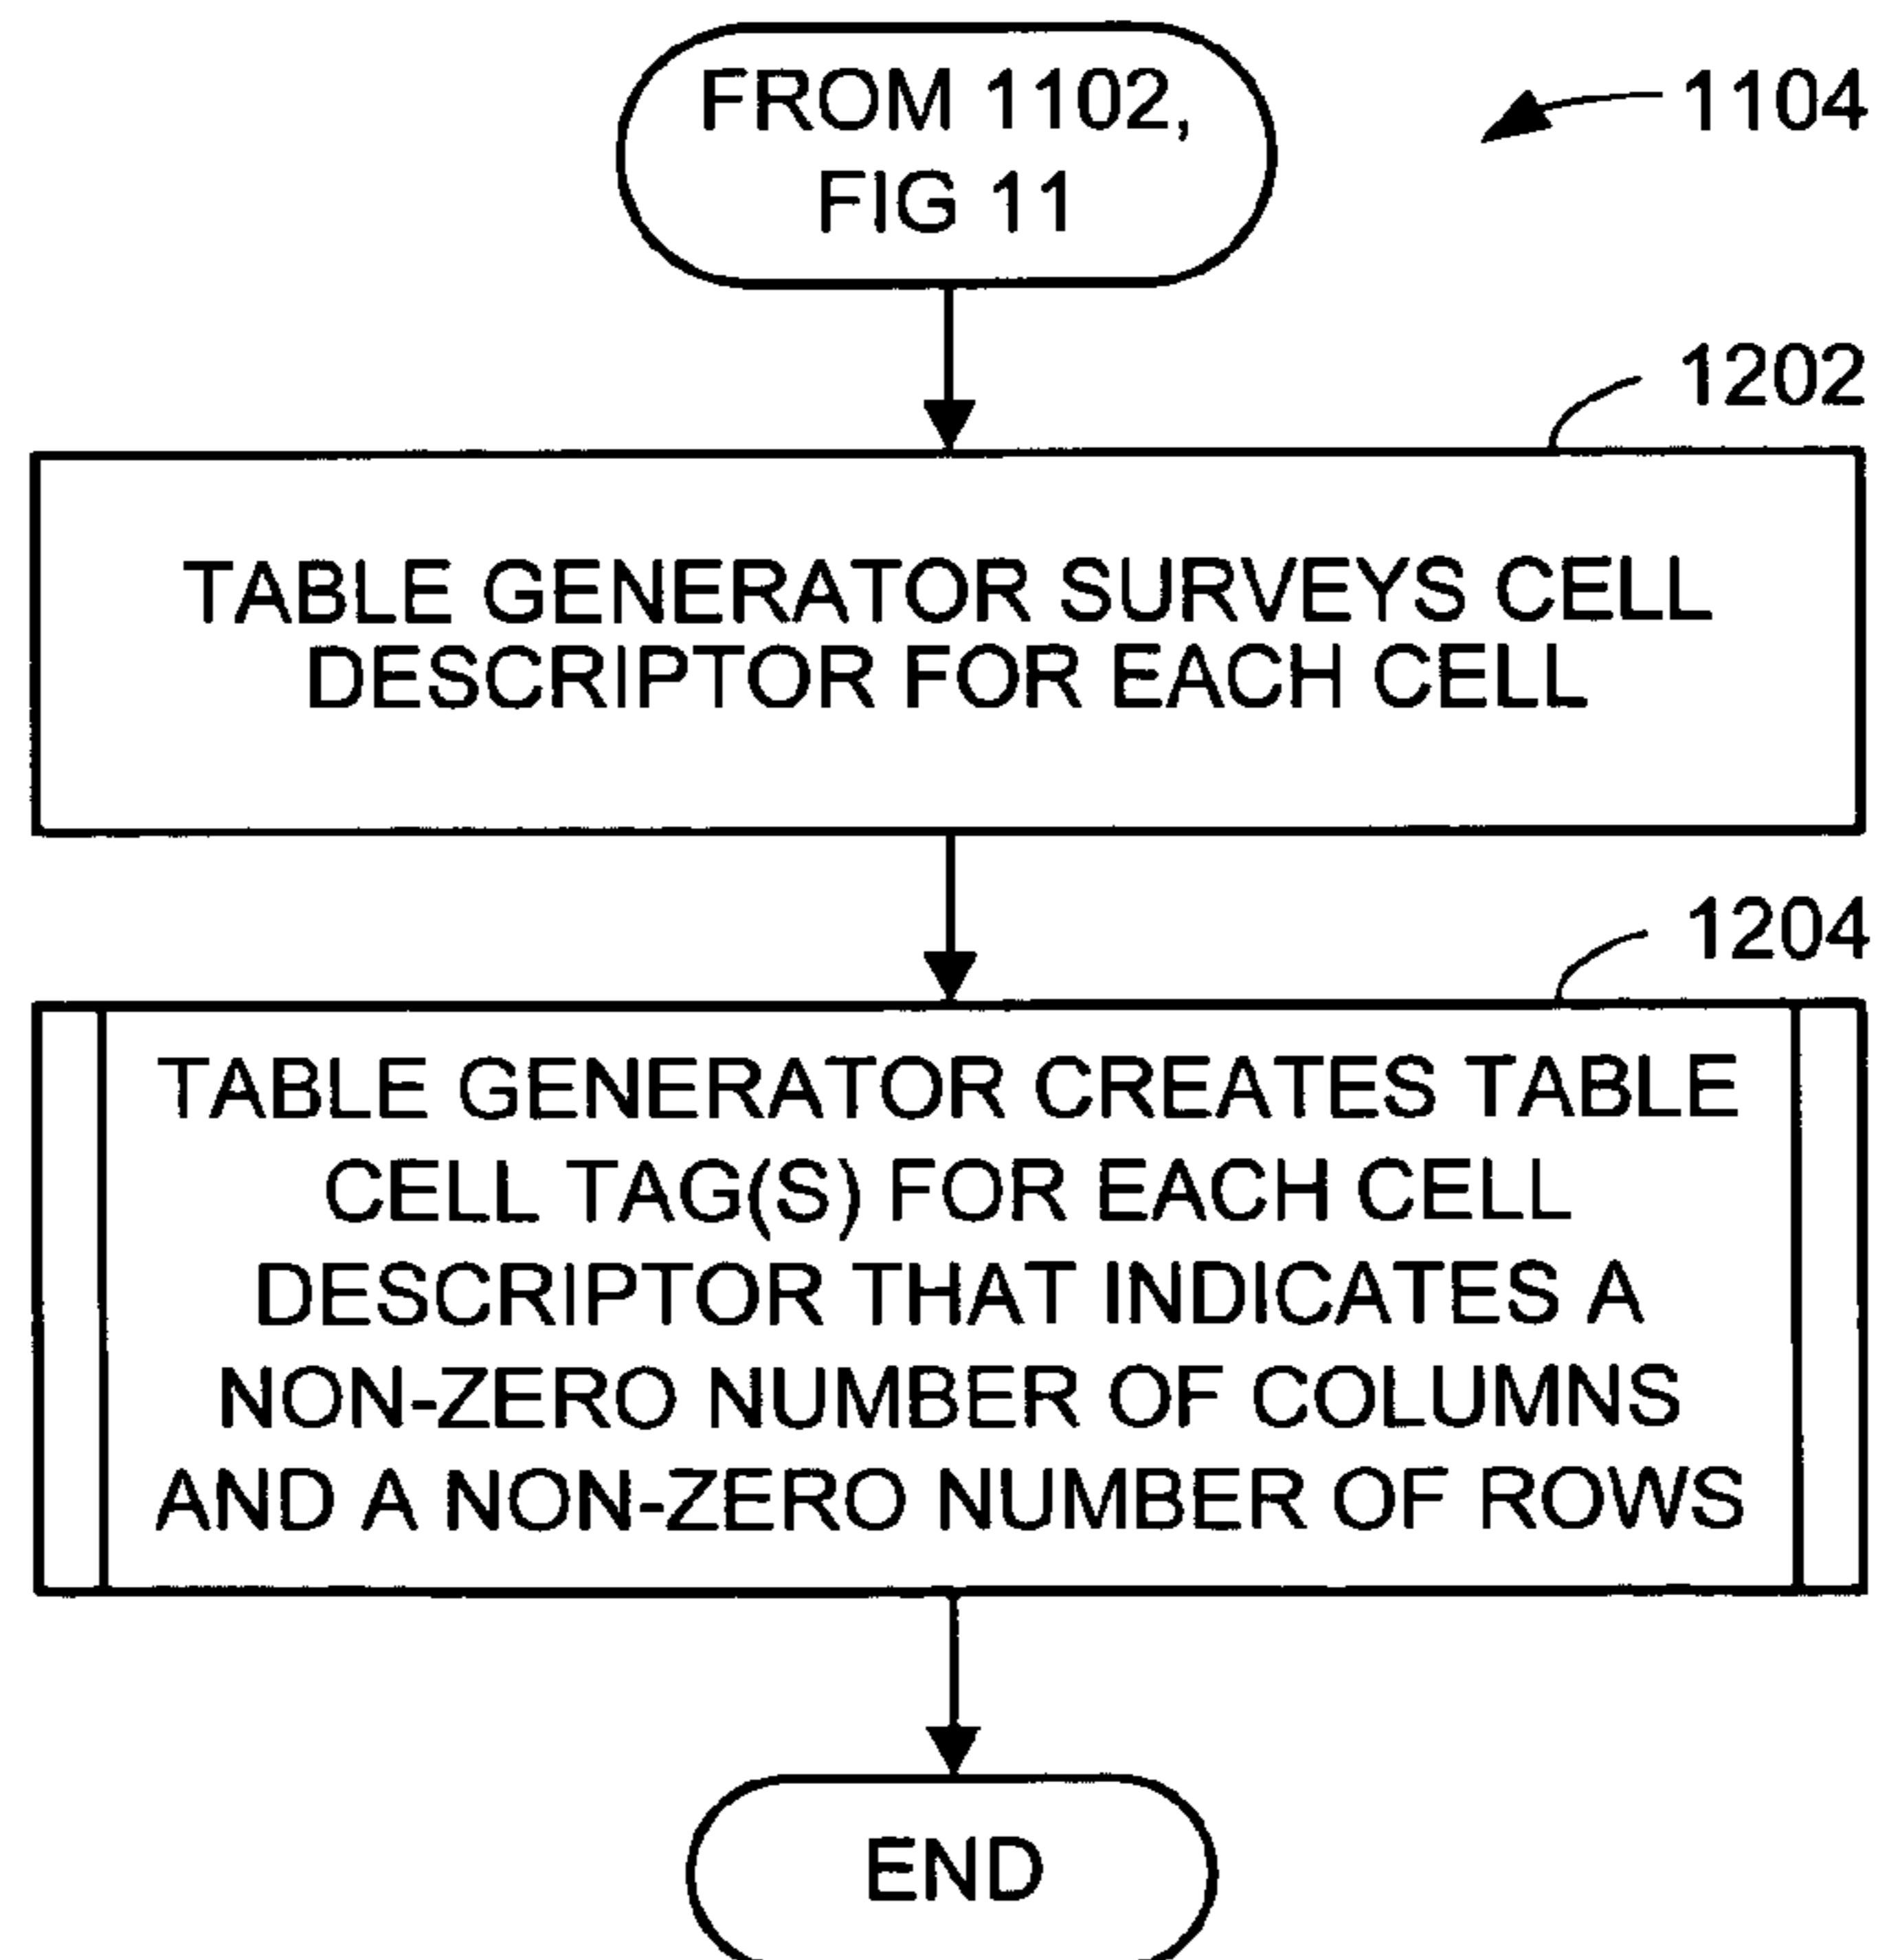 FROM 1102,
FIG 11
1104
1202
TABLE GENERATOR SURVEYS CELL
DESCRIPTOR FOR EACH CELL
1204
TABLE GENERATOR CREATES TABLE
CELL TAG(S) FOR EACH CELL
DESCRIPTOR THAT INDICATES A
NON-ZERO NUMBER OF COLUMNS
AND A NON-ZERO NUMBER OF ROWS
END